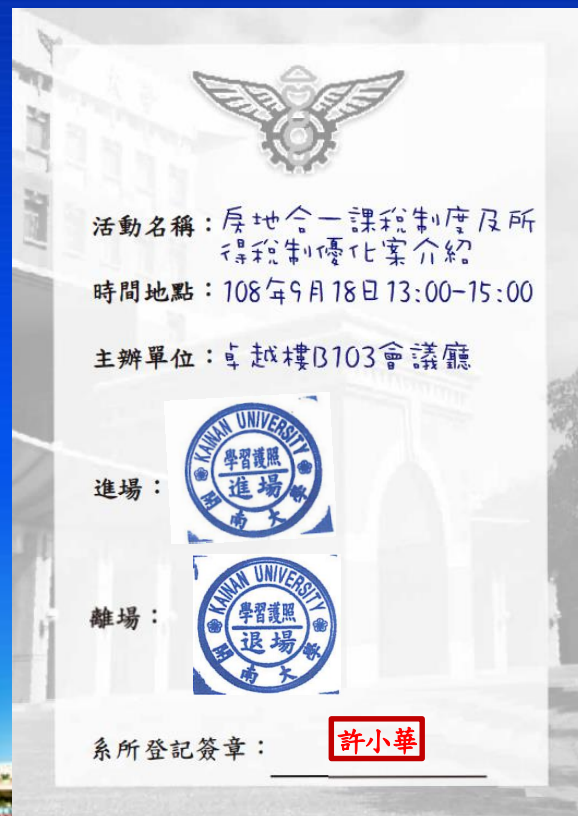 活動名稱：房地合一課稅制度及所
得稅制優化案介紹
時間地點：108年9月18日13:00-15:00
主辦單位：卓越樓B103會議廳
進場：
KAINAN UNIVERSITY
學習護照
進場
開南大學
離場：
KAINAN UNIVERSITY
學習護照
退場
開南大學
系所登記簽章：
許小華